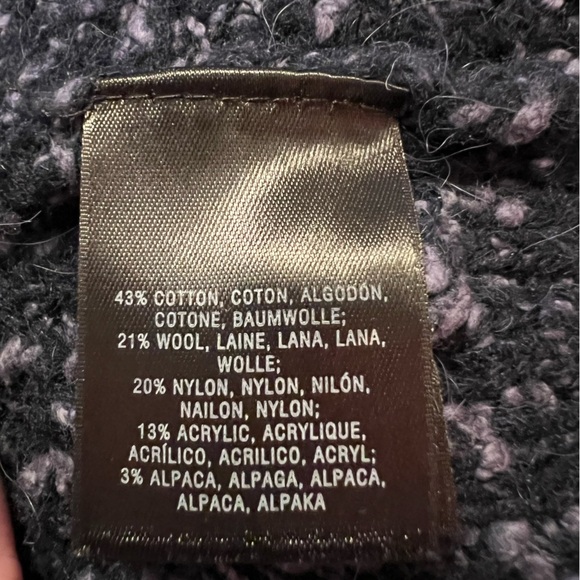 43% COTTON, COTON, ALGODÓN,
COTONE, BAUMWOLLE;
21% WOOL, LAINE, LANA, LANA,
WOLLE;
20% NYLON, NYLON, NILÓN,
NAILON, NYLON;
13% ACRYLIC, ACRYLIQUE,
ACRÍLICO, ACRILICO, ACRYL;
3% ALPACA, ALPAGA, ALPACA,
ALPACA, ALPAKA